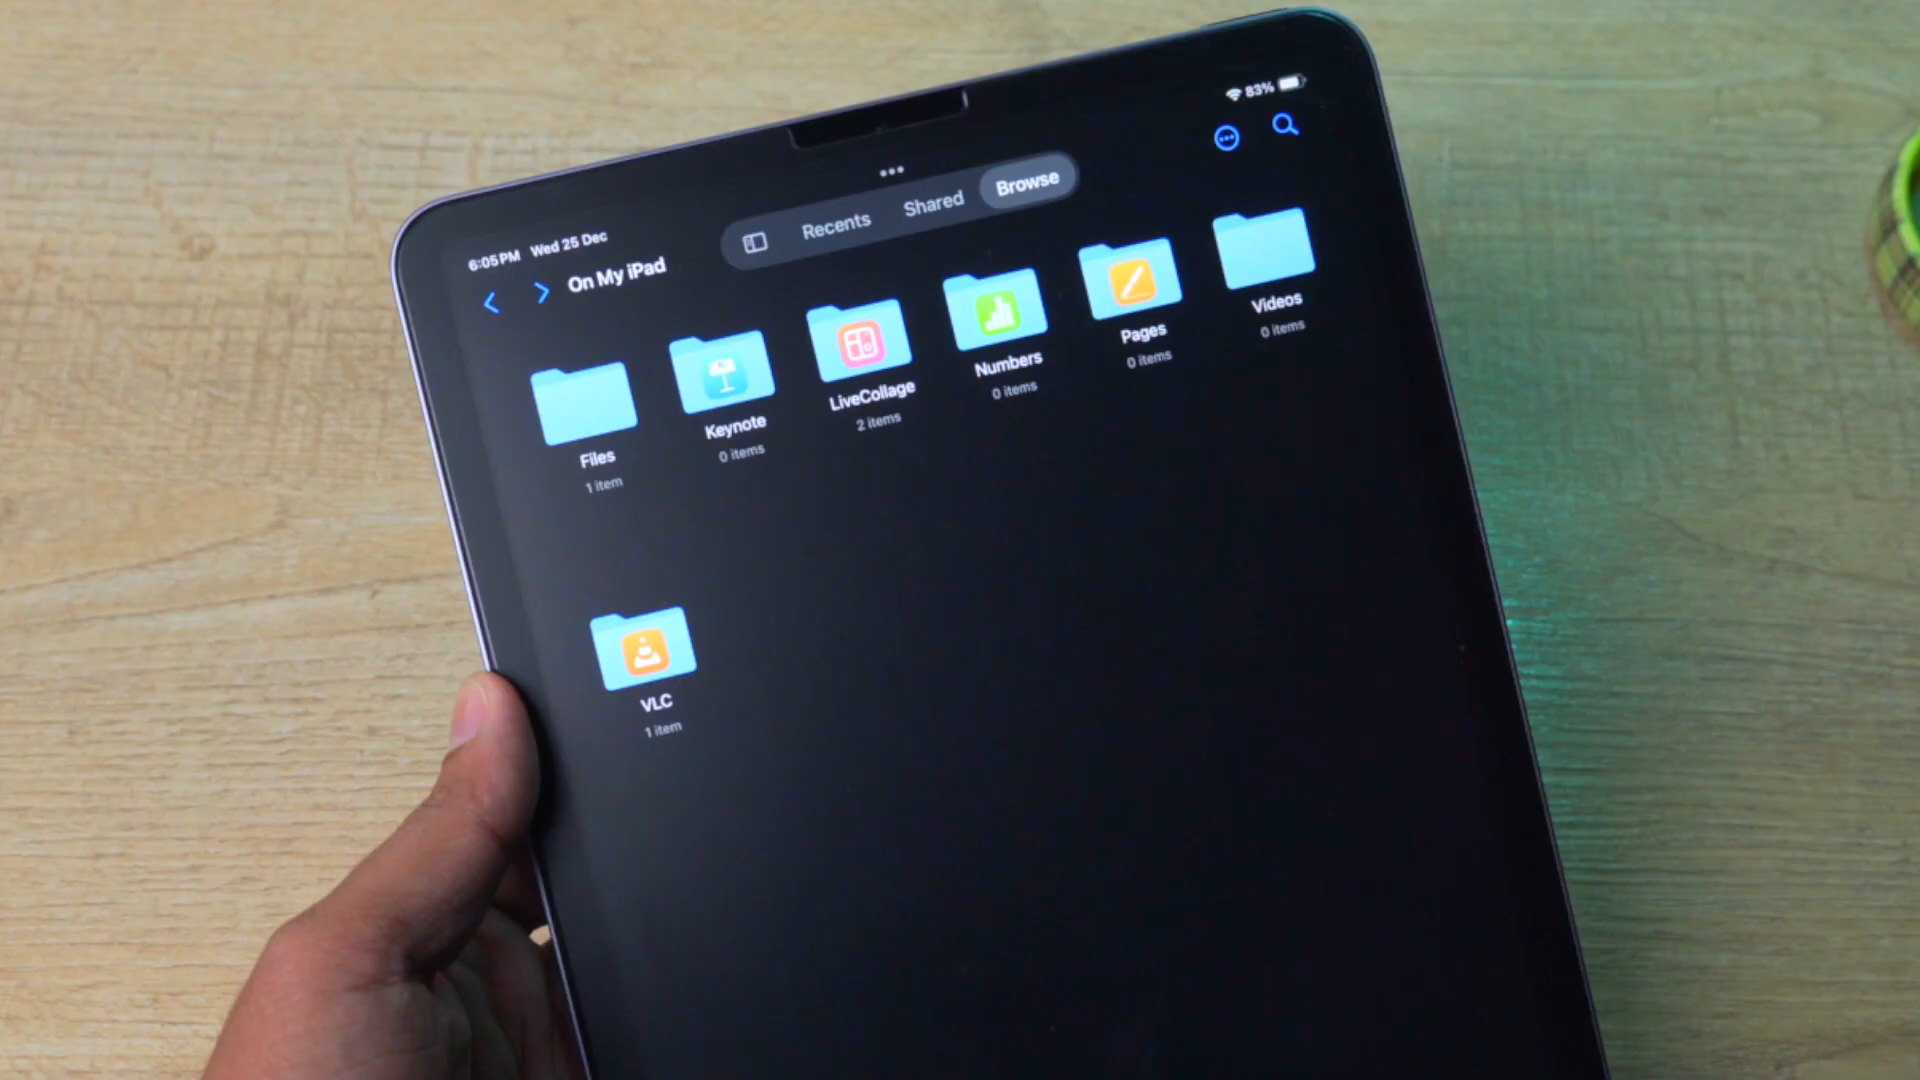 6:05 PM Wed 25 Dec
83%
Recents Shared Browse
On My iPad
Files
1 item
Keynote
0 items
LiveCollage
2 items
Numbers
0 items
Pages
0 items
Videos
0 items
VLC
1 item